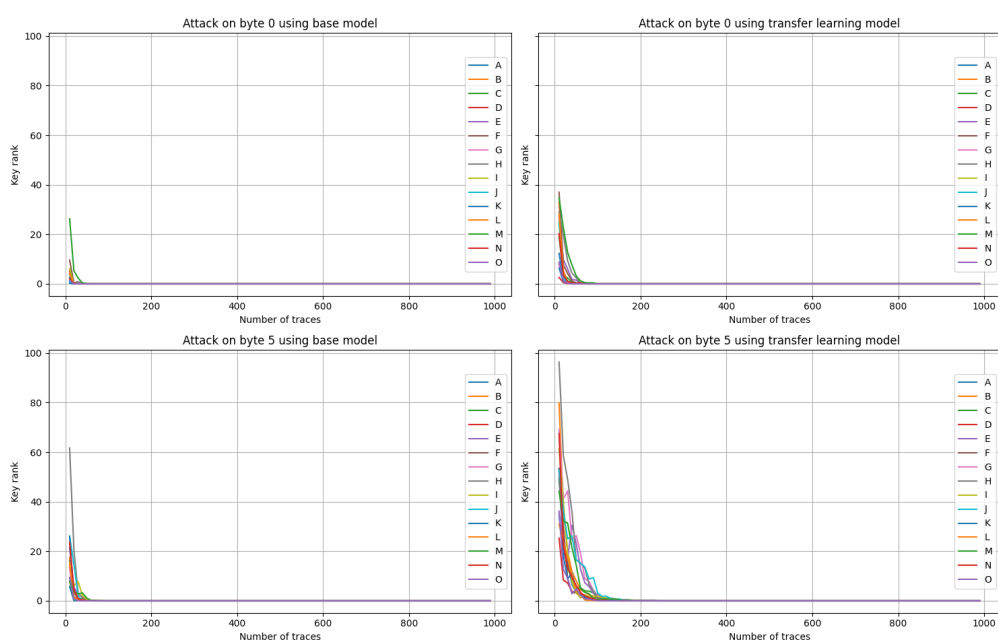 Attack on byte 0 using base model
100
80
60
40
20
0
Key rank
0 200 400 600 800 1000
Number of traces
A
B
C
D
E
F
G
H
I
J
K
L
M
N
O
Attack on byte 0 using transfer learning model
Key rank
0 200 400 600 800 1000
Number of traces
A
B
C
D
E
F
G
H
I
J
K
L
M
N
O
Attack on byte 5 using base model
100
80
60
40
20
0
Key rank
0 200 400 600 800 1000
Number of traces
A
B
C
D
E
F
G
H
I
J
K
L
M
N
O
Attack on byte 5 using transfer learning model
Key rank
0 200 400 600 800 1000
Number of traces
A
B
C
D
E
F
G
H
I
J
K
L
M
N
O